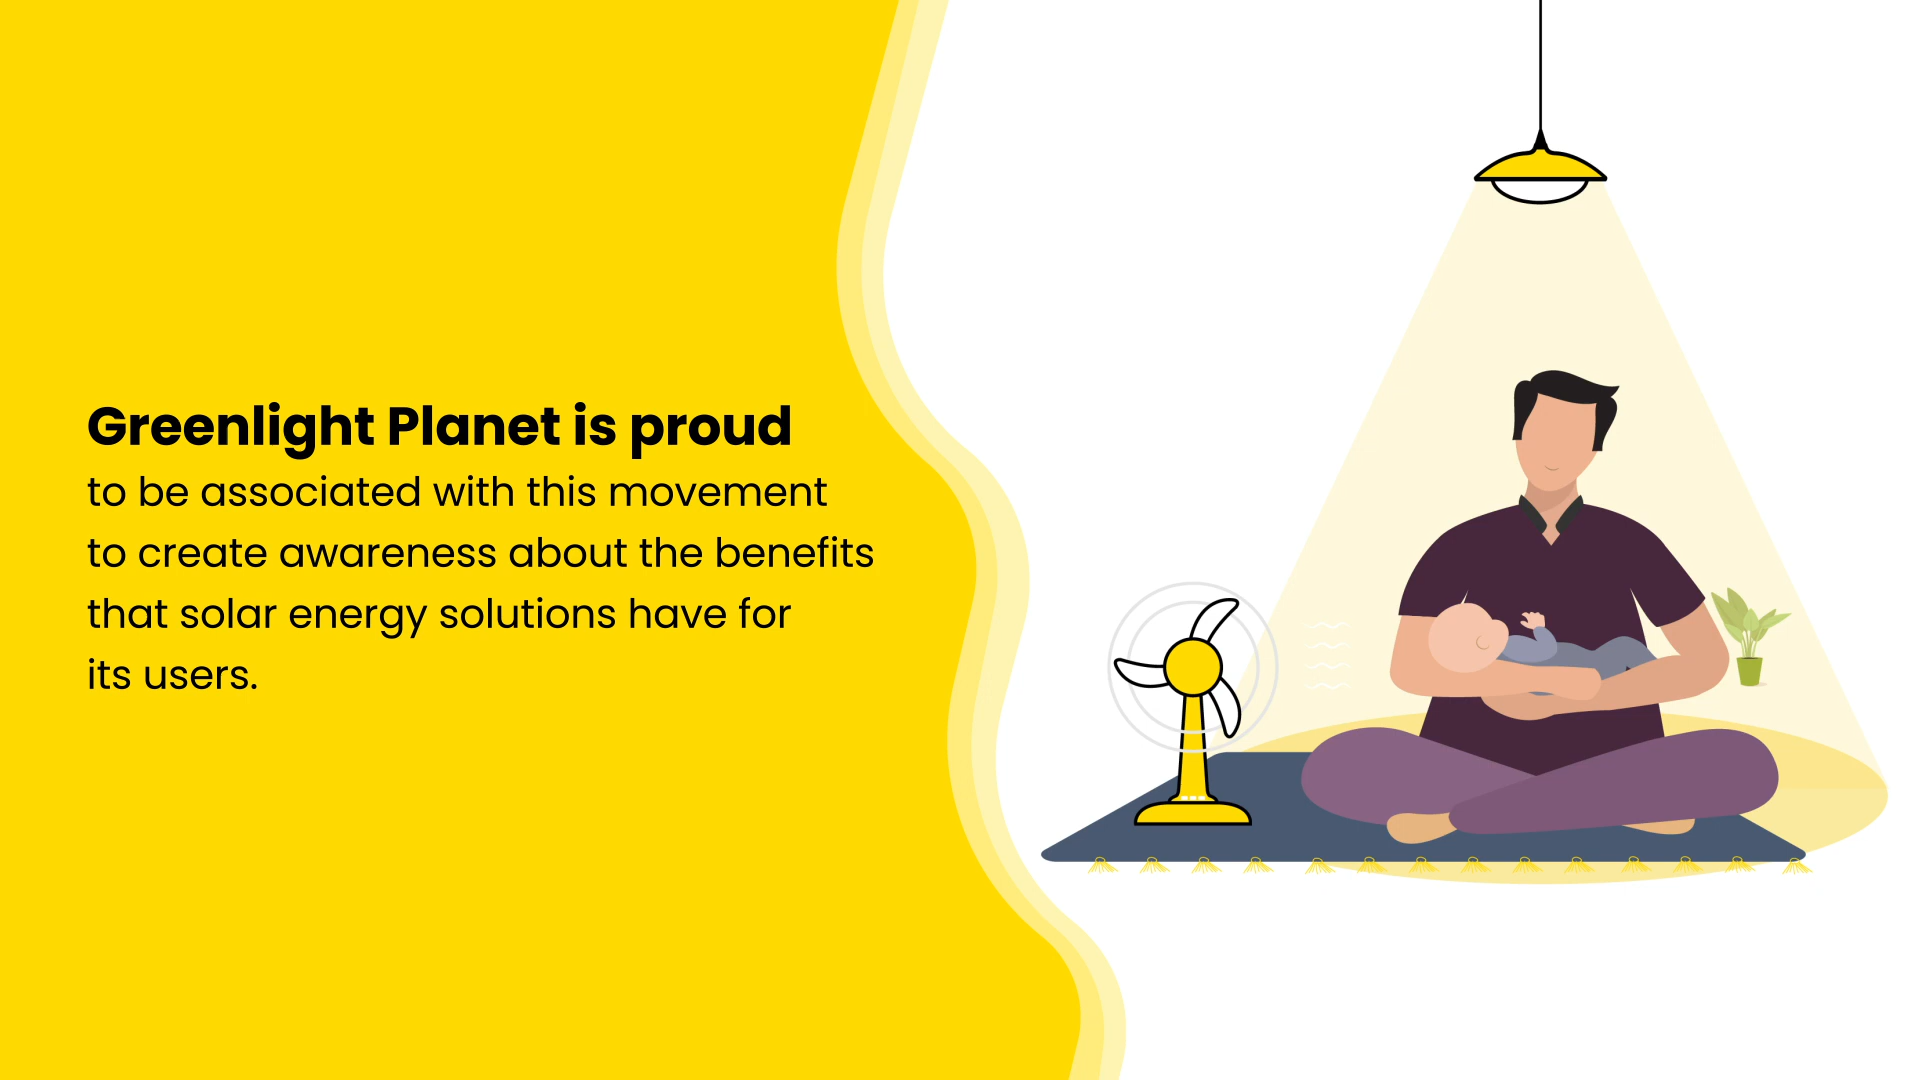 Greenlight Planet is proud
to be associated with this movement
to create awareness about the benefits
that solar energy solutions have for
its users.